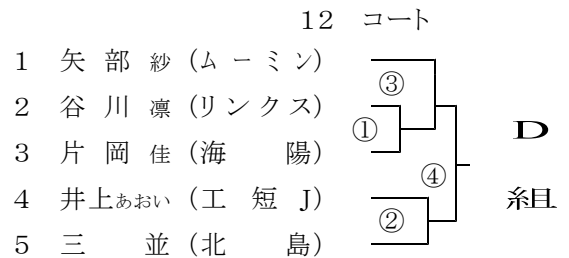 12 コート
1 矢部紗(ムーミン)
③
2 谷川凛(リンクス)
①
D
3 片岡佳(海陽)
④
組
4 井上あおい(工短J)
②
5 三並(北島)